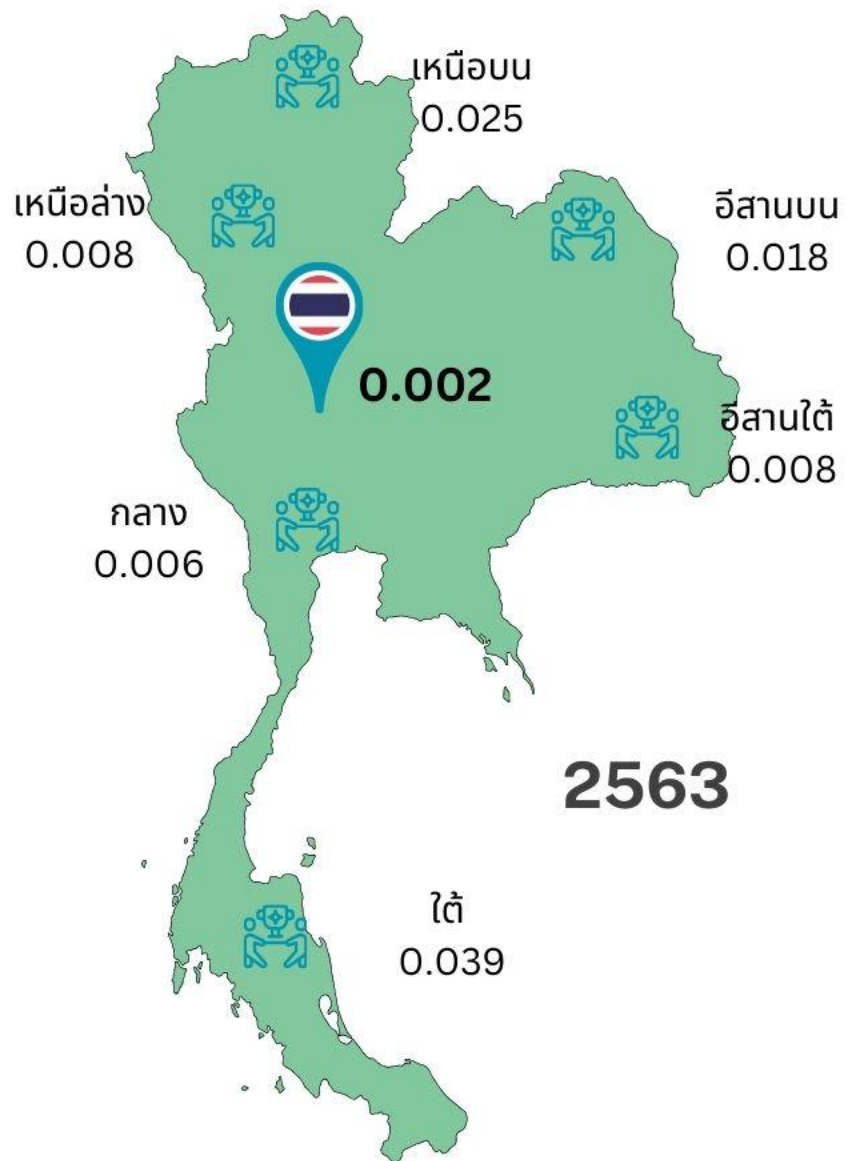 เหนือบน
0.025
เหนือล่าง
0.008
อีสานบน
0.018
0.002
อีสานใต้
0.008
กลาง
0.006
2563
ใต้
0.039